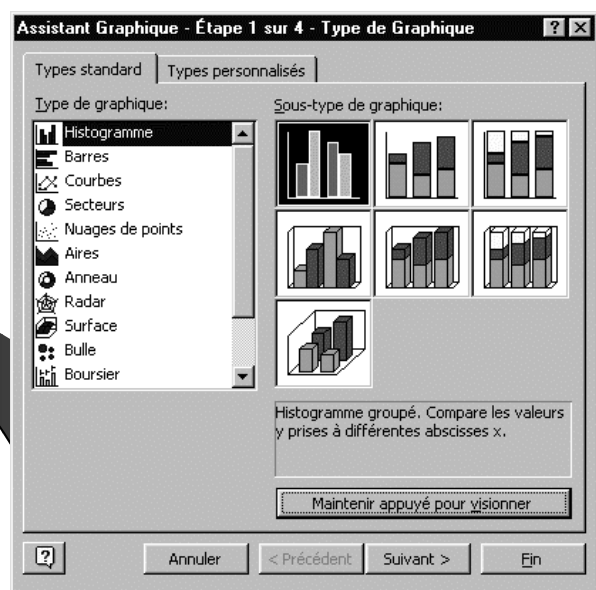 Assistant Graphique - Étape 1 sur 4 - Type de Graphique
Types standard
Types personnalisés
Type de graphique:
Histogramme
Barres
Courbes
Secteurs
Nuages de points
Aires
Anneau
Radar
Surface
Bulle
Boursier
Sous-type de graphique:
Histogramme groupé. Compare les valeurs
y prises à différentes abscisses x.
Maintenir appuyé pour visionner
Annuler
< Précédent
Suivant >
Fin